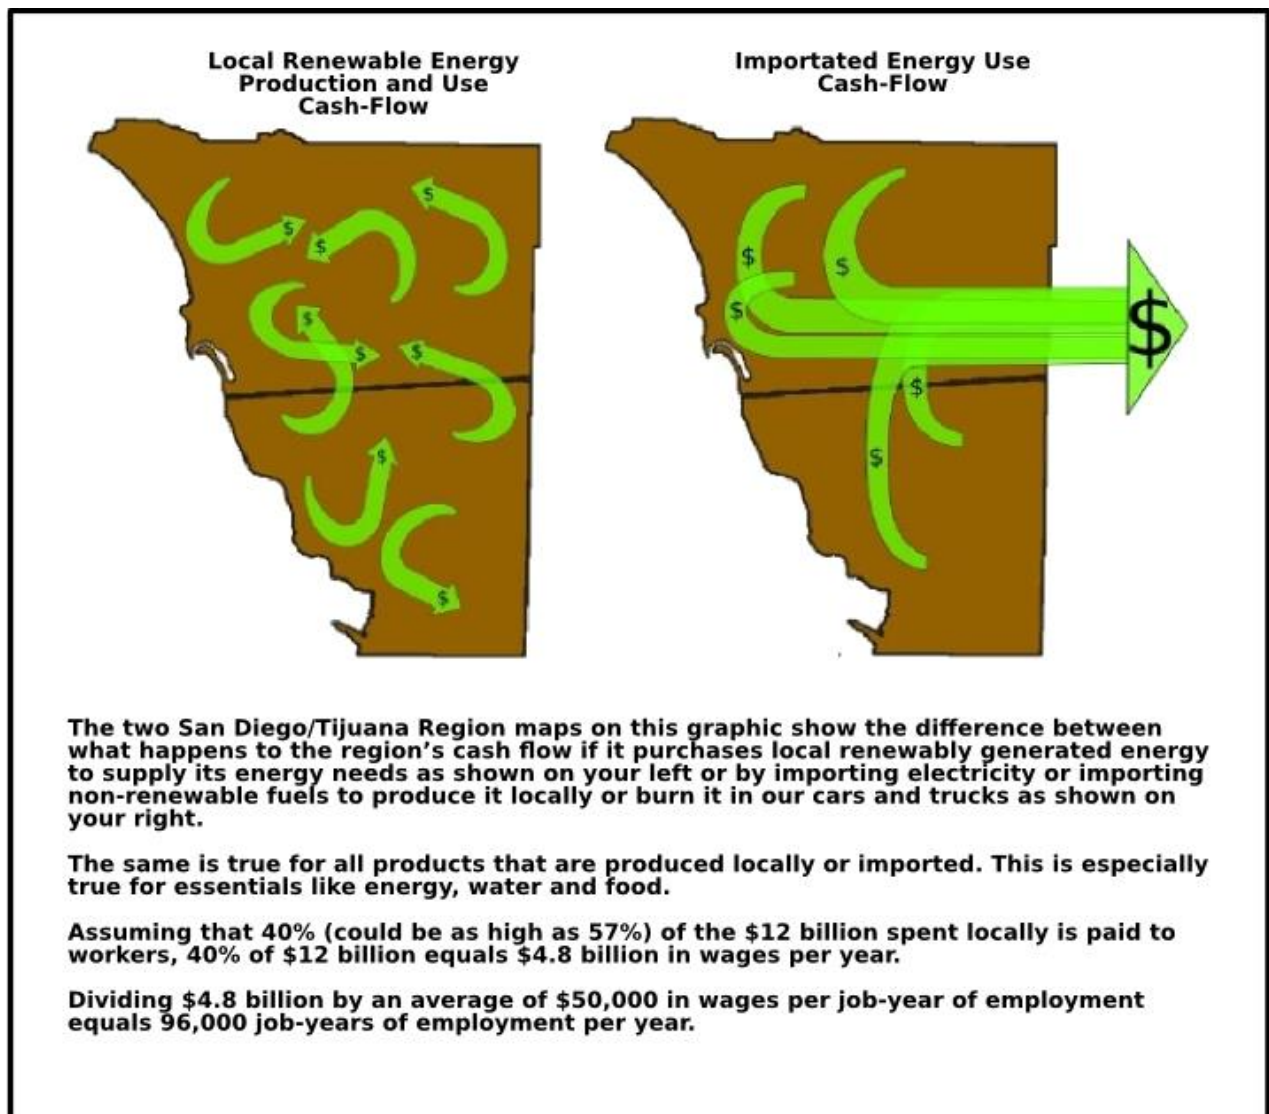 Local Renewable Energy
Production and Use
Cash-Flow
Importated Energy Use
Cash-Flow
$
$
$
$
$
$
$
$
$
$
$
$
$
$
The two San Diego/Tijuana Region maps on this graphic show the difference between
what happens to the region’s cash flow if it purchases local renewably generated energy
to supply its energy needs as shown on your left or by importing electricity or importing
non-renewable fuels to produce it locally or burn it in our cars and trucks as shown on
your right.
The same is true for all products that are produced locally or imported. This is especially
true for essentials like energy, water and food.
Assuming that 40% (could be as high as 57%) of the $12 billion spent locally is paid to
workers, 40% of $12 billion equals $4.8 billion in wages per year.
Dividing $4.8 billion by an average of $50,000 in wages per job-year of employment
equals 96,000 job-years of employment per year.